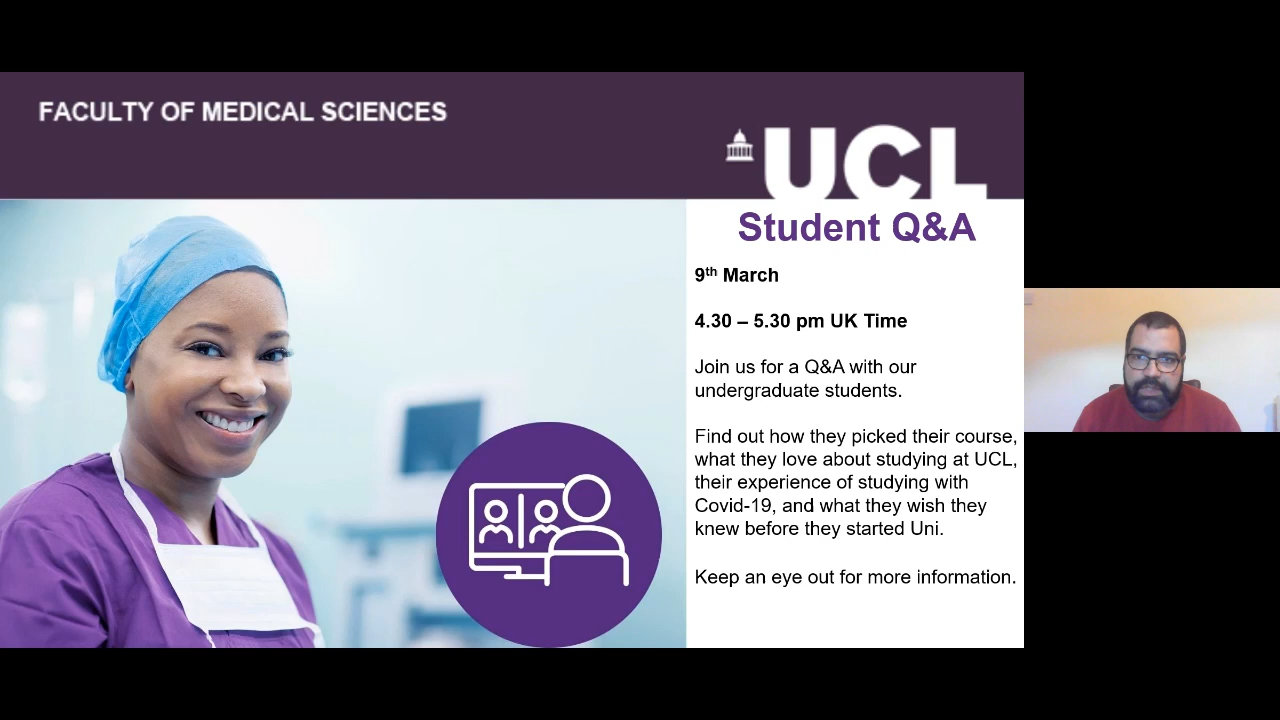 FACULTY OF MEDICAL SCIENCES
UCL
Student Q&A
9th March
4.30 – 5.30 pm UK Time
Join us for a Q&A with our
undergraduate students.
Find out how they picked their course,
what they love about studying at UCL,
their experience of studying with
Covid-19, and what they wish they
knew before they started Uni.
Keep an eye out for more information.